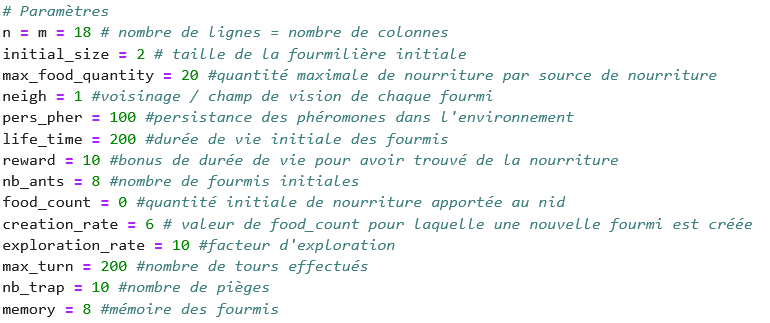 # Paramètres
n = m = 18 # nombre de lignes = nombre de colonnes
initial_size = 2 # taille de la fourmilière initiale
max_food_quantity = 20 #quantité maximale de nourriture par source de nourriture
neigh = 1 #voisinage / champ de vision de chaque fourmi
pers_pher = 100 #persistance des phéromones dans l'environnement
life_time = 200 #durée de vie initiale des fourmis
reward = 10 #bonus de durée de vie pour avoir trouvé de la nourriture
nb_ants = 8 #nombre de fourmis initiales
food_count = 0 #quantité initiale de nourriture apportée au nid
creation_rate = 6 # valeur de food_count pour laquelle une nouvelle fourmi est créée
exploration_rate = 10 #facteur d'exploration
max_turn = 200 #nombre de tours effectués
nb_trap = 10 #nombre de pièges
memory = 8 #mémoire des fourmis